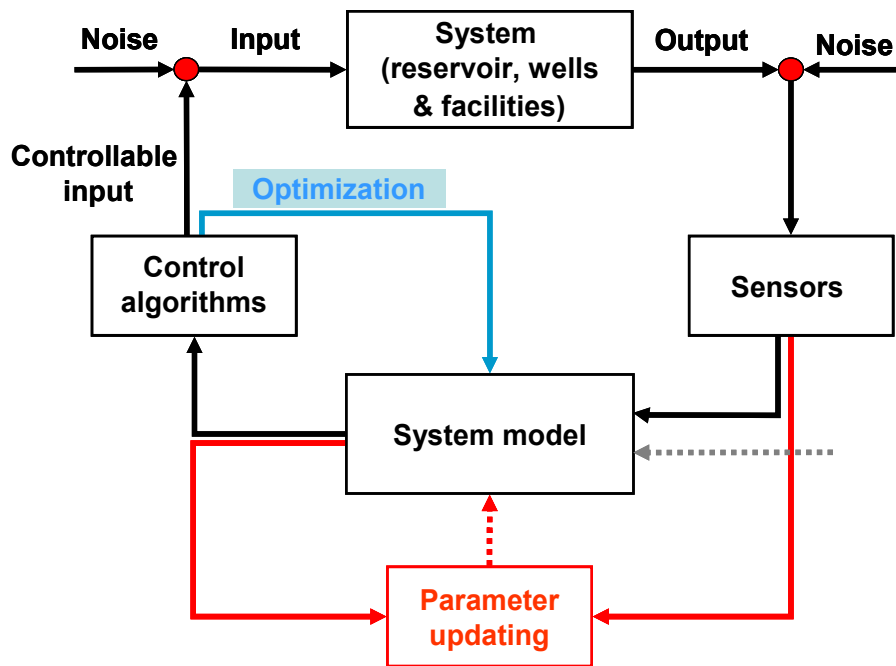 Noise
Input
System
(reservoir, wells
& facilities)
Output
Noise
Controllable
input
Optimization
Control
algorithms
Sensors
System model
Parameter
updating